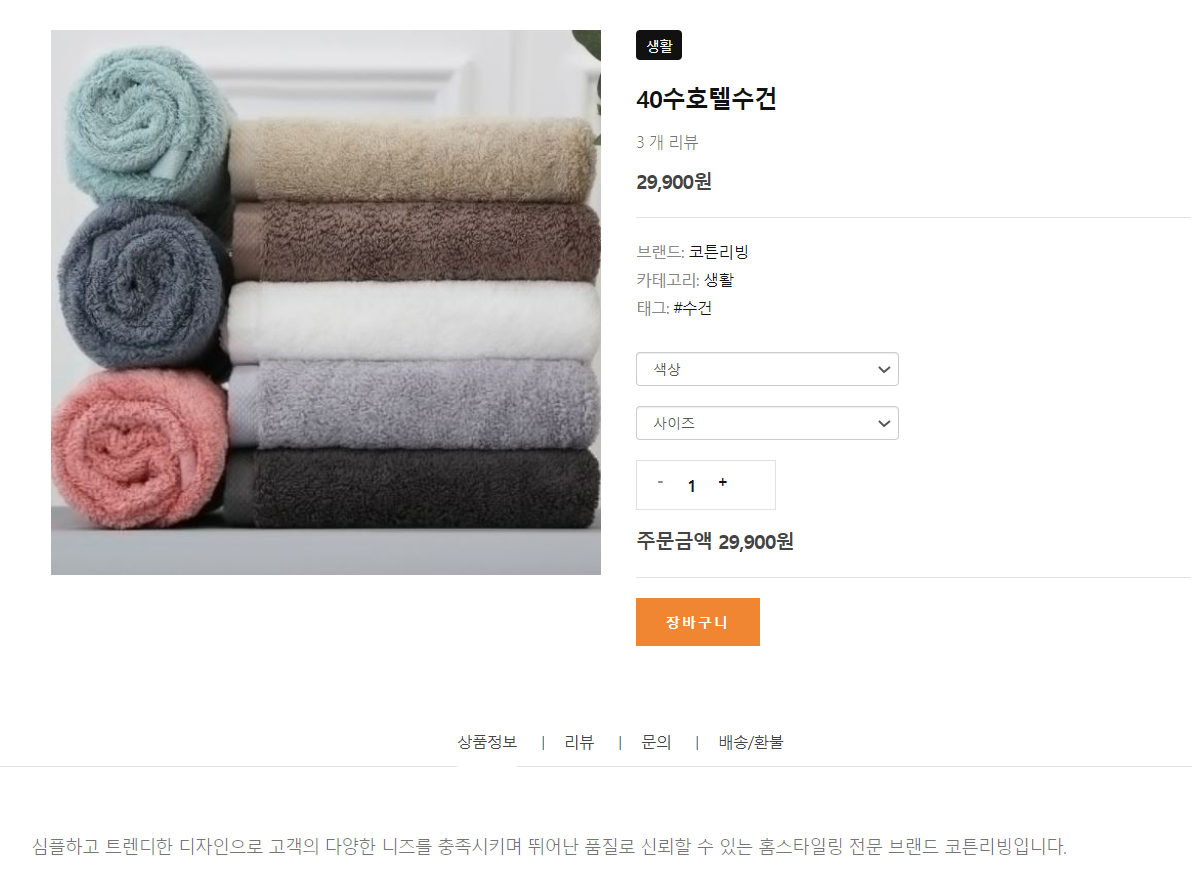 생활
40수호텔수건
3 개 리뷰
29,900원
브랜드: 코튼리빙
카테고리: 생활
태그: #수건
색상
사이즈
- 1 +
주문금액 29,900원
장바구니
상품정보 | 리뷰 | 문의 | 배송/환불
심플하고 트렌디한 디자인으로 고객의 다양한 니즈를 충족시키며 뛰어난 품질로 신뢰할 수 있는 홈스타일링 전문 브랜드 코튼리빙입니다.